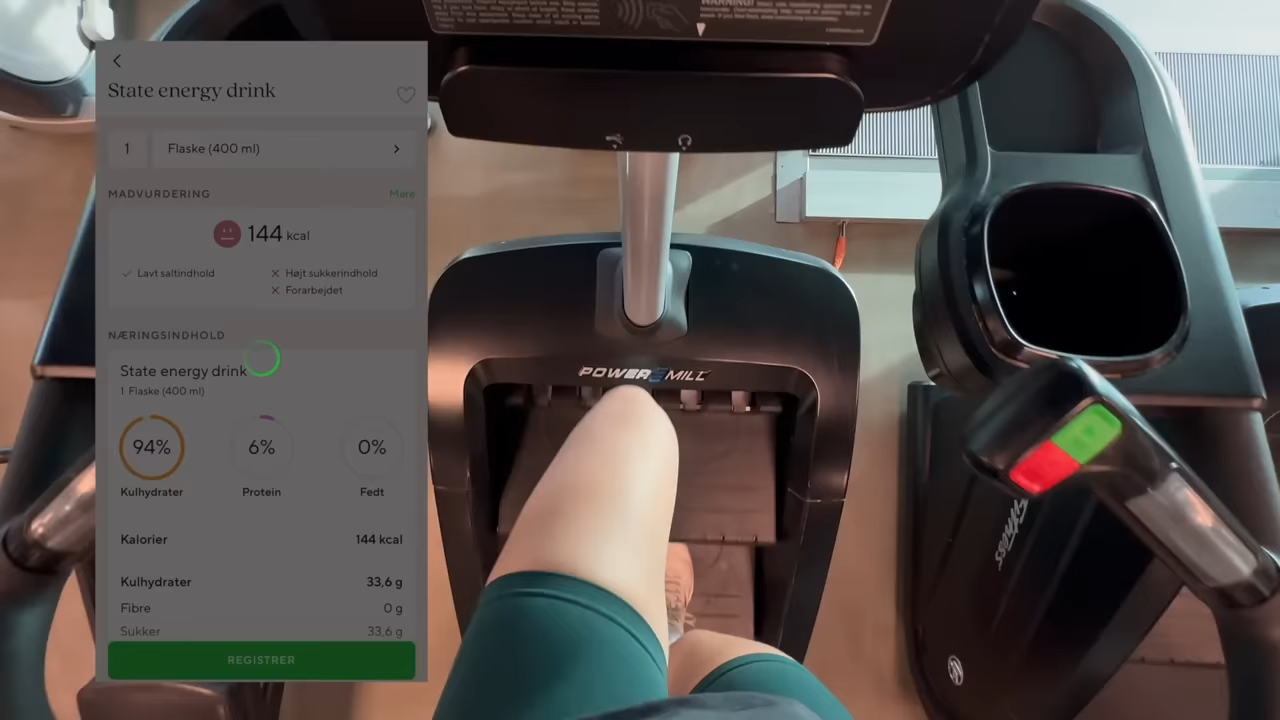 WARNING!
State energy drink
1 Flaske (400 ml)
MADVURDERING Mere
144 kcal
Lavt saltindhold Højt sukkerindhold
Forarbejdet
NÆRINGSINDHOLD
State energy drink
1 Flaske (400 ml)
94% 6% 0%
Kulhydrater Protein Fedt
Kalorier 144 kcal
Kulhydrater 33,6 g
Fibre 0 g
Sukker 33,6 g
REGISTRER
POWERMILL